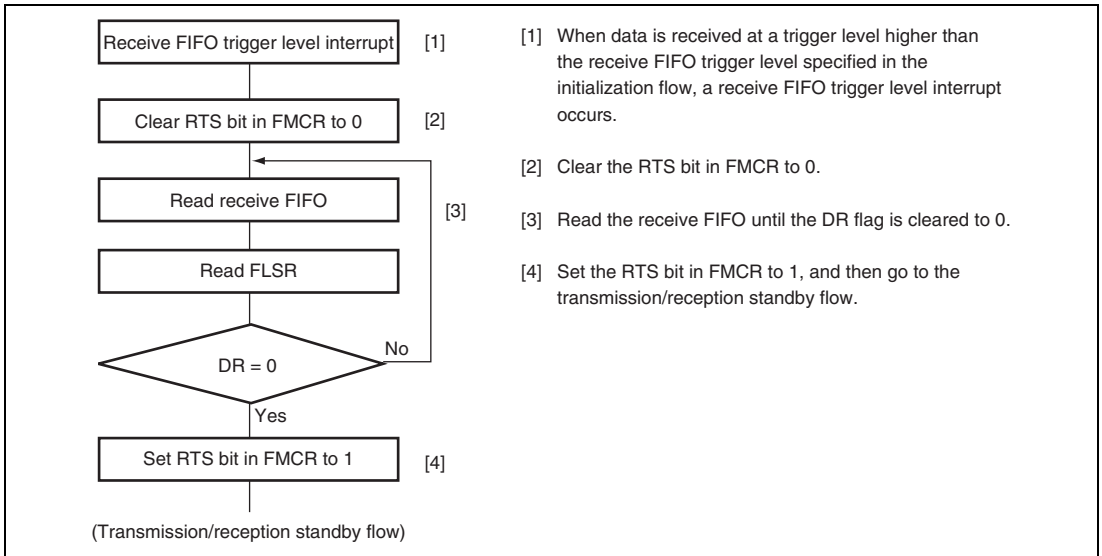 Receive FIFO trigger level interrupt
[1]
Clear RTS bit in FMCR to 0
[2]
Read receive FIFO
[3]
Read FLSR
DR = 0
No
Yes
Set RTS bit in FMCR to 1
[4]
(Transmission/reception standby flow)
[1] When data is received at a trigger level higher than
the receive FIFO trigger level specified in the
initialization flow, a receive FIFO trigger level interrupt
occurs.
[2] Clear the RTS bit in FMCR to 0.
[3] Read the receive FIFO until the DR flag is cleared to 0.
[4] Set the RTS bit in FMCR to 1, and then go to the
transmission/reception standby flow.